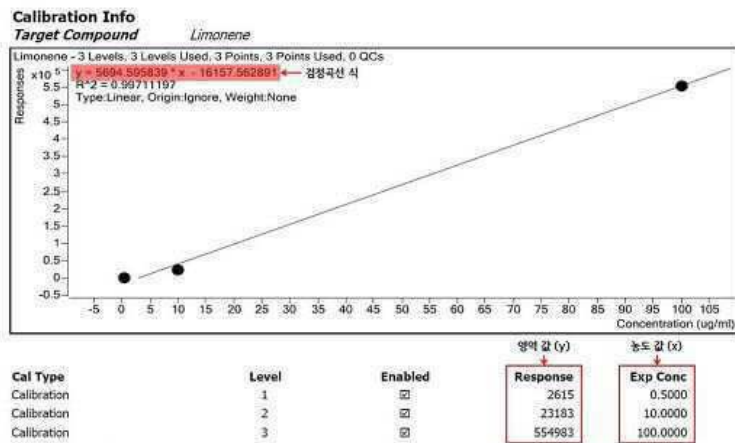 Calibration Info
Target Compound Limonene
Limonene - 3 Levels, 3 Levels Used, 3 Points, 3 Points Used, 0 QCs
x10 5 y = 5694.595839 * x - 16157.562891 검정곡선 식
R^2 = 0.99711197
Type:Linear, Origin:Ignore, Weight:None
Responses
5.5
5
4.5
4
3.5
3
2.5
2
1.5
1
0.5
0
-0.5
-5 0 5 10 15 20 25 30 35 40 45 50 55 60 65 70 75 80 85 90 95 100 105
Concentration (ug/ml)
영역 값 (y) 농도 값 (x)
Cal Type Level Enabled Response Exp Conc
Calibration 1 ☑ 2615 0.5000
Calibration 2 ☑ 23183 10.0000
Calibration 3 ☑ 554983 100.0000